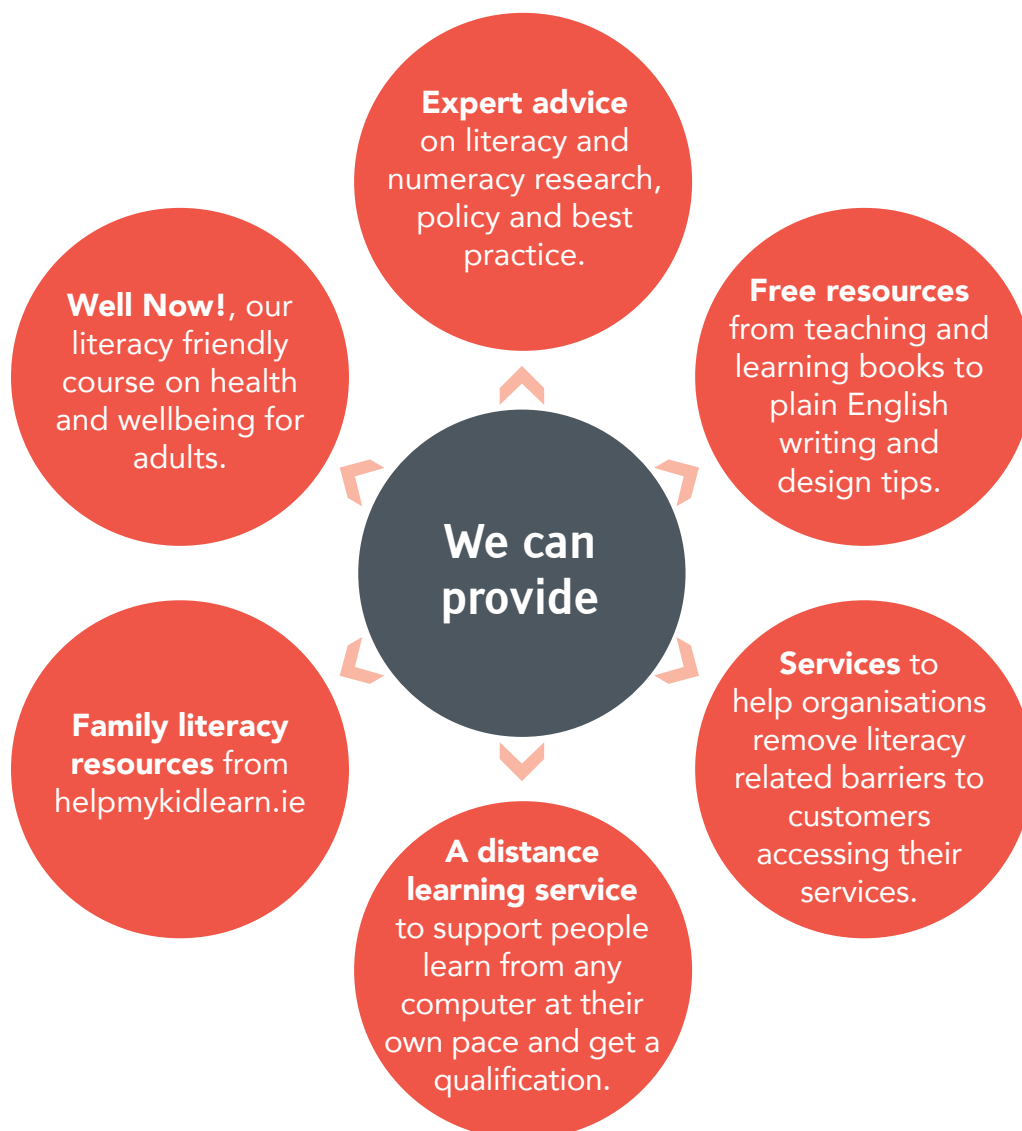 We can
provide
Expert advice
on literacy and
numeracy research,
policy and best
practice.
Free resources
from teaching and
learning books to
plain English
writing and
design tips.
Services to
help organisations
remove literacy
related barriers to
customers
accessing their
services.
A distance
learning service
to support people
learn from any
computer at their
own pace and get a
qualification.
Family literacy
resources from
helpmykidlearn.ie
Well Now!, our
literacy friendly
course on health
and wellbeing for
adults.